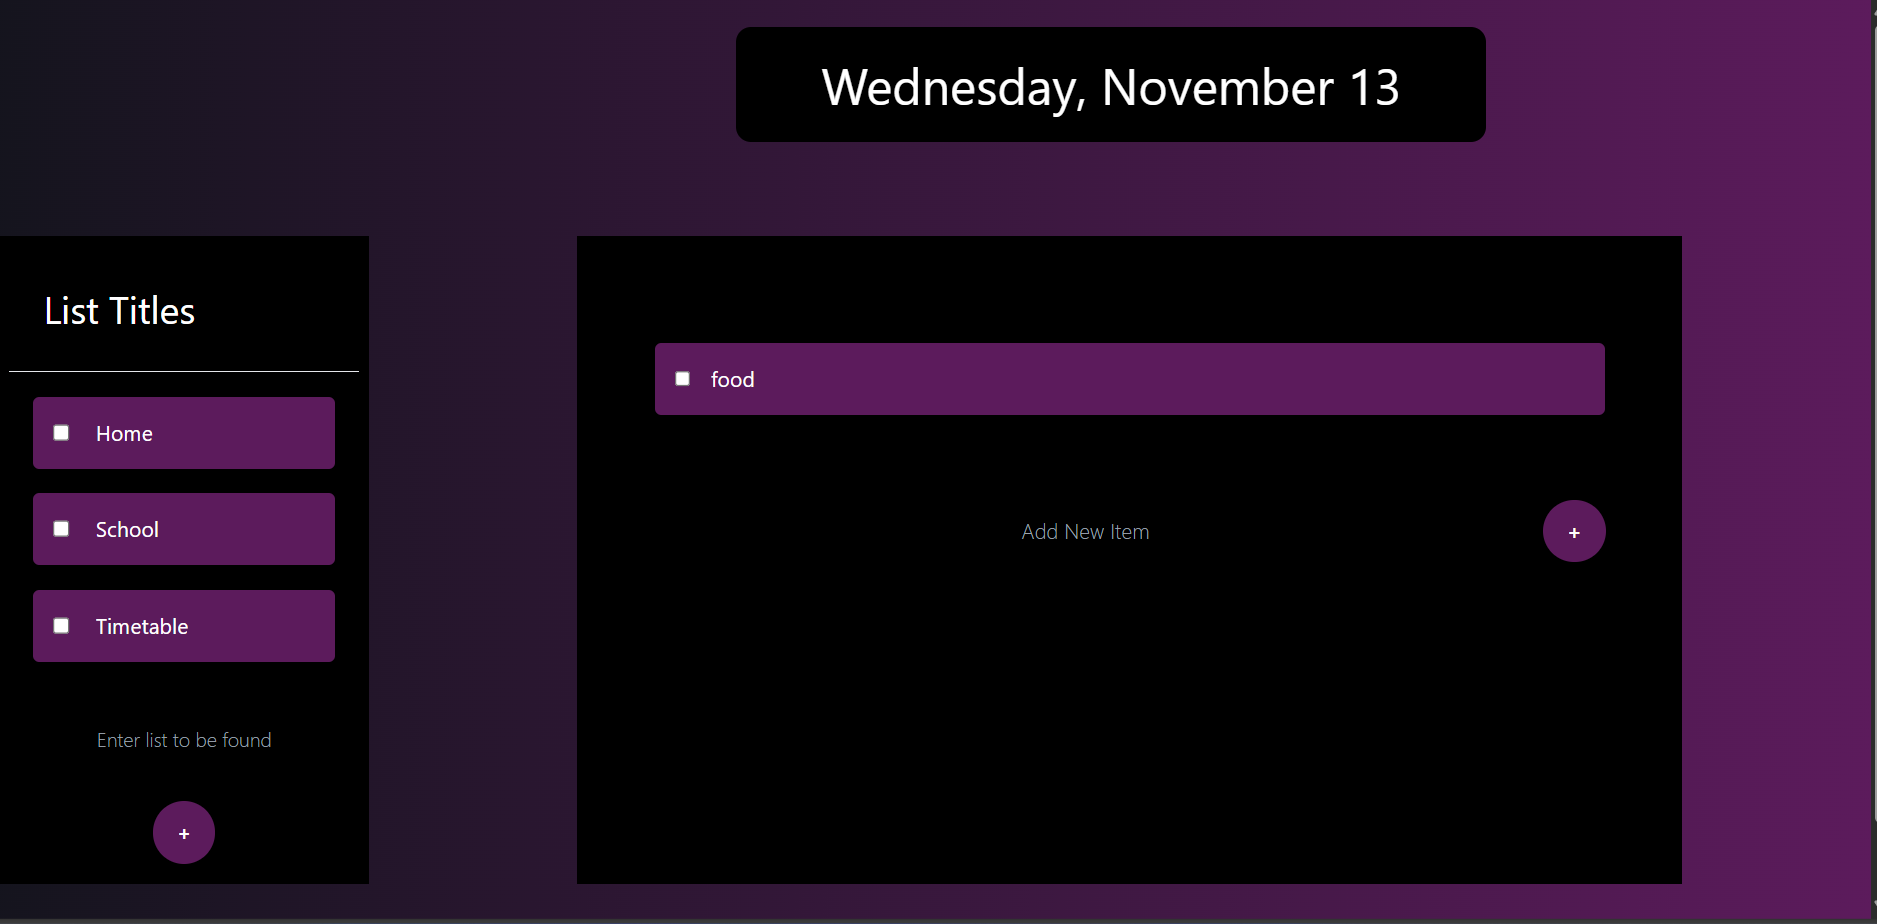 Wednesday, November 13
List Titles
Home
School
Timetable
Enter list to be found
+
food
Add New Item
+